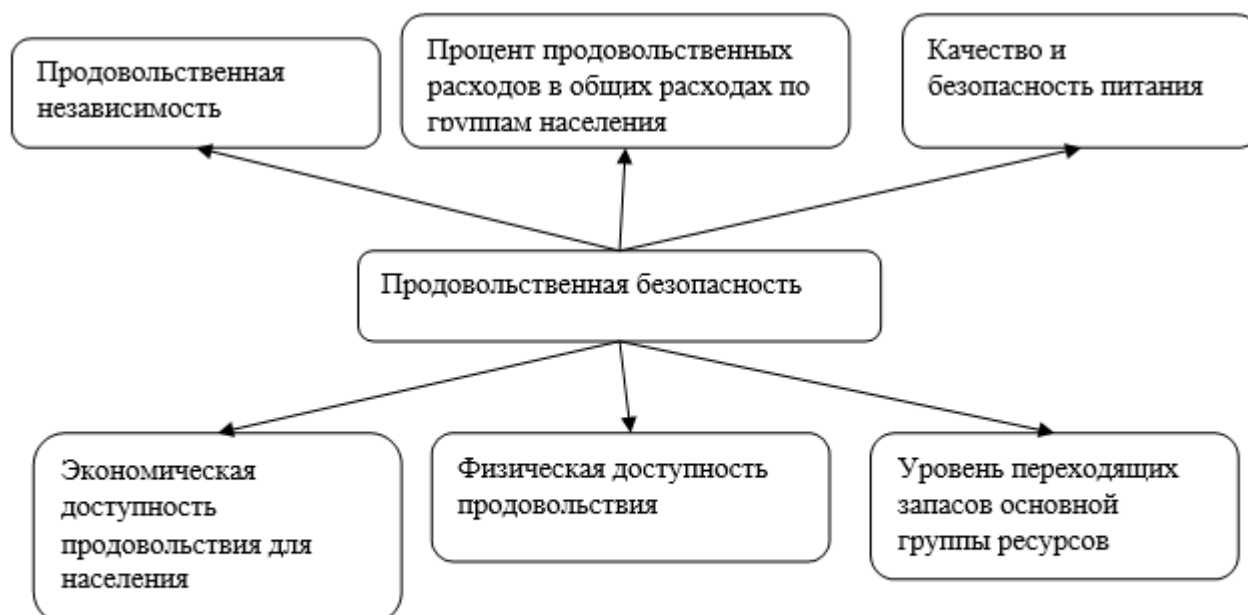 Продовольственная
независимость
Процент продовольственных
расходов в общих расходах по
группам населения
Качество и
безопасность питания
Продовольственная безопасность
Экономическая
доступность
продовольствия для
населения
Физическая доступность
продовольствия
Уровень переходящих
запасов основной
группы ресурсов